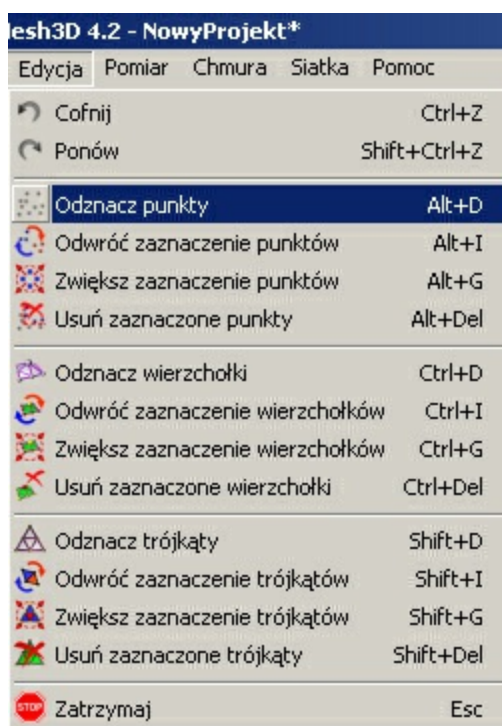 lesh3D 4.2 - NowyProjekt*
Edycja Pomiar Chmura Siatka Pomoc
Cofnij Ctrl+Z
Ponów Shift+Ctrl+Z
Odznacz punkty Alt+D
Odwróć zaznaczenie punktów Alt+I
Zwiększ zaznaczenie punktów Alt+G
Usuń zaznaczone punkty Alt+Del
Odznacz wierzchołki Ctrl+D
Odwróć zaznaczenie wierzchołków Ctrl+I
Zwiększ zaznaczenie wierzchołków Ctrl+G
Usuń zaznaczone wierzchołki Ctrl+Del
Odznacz trójkąty Shift+D
Odwróć zaznaczenie trójkątów Shift+I
Zwiększ zaznaczenie trójkątów Shift+G
Usuń zaznaczone trójkąty Shift+Del
STOP Zatrzymaj Esc